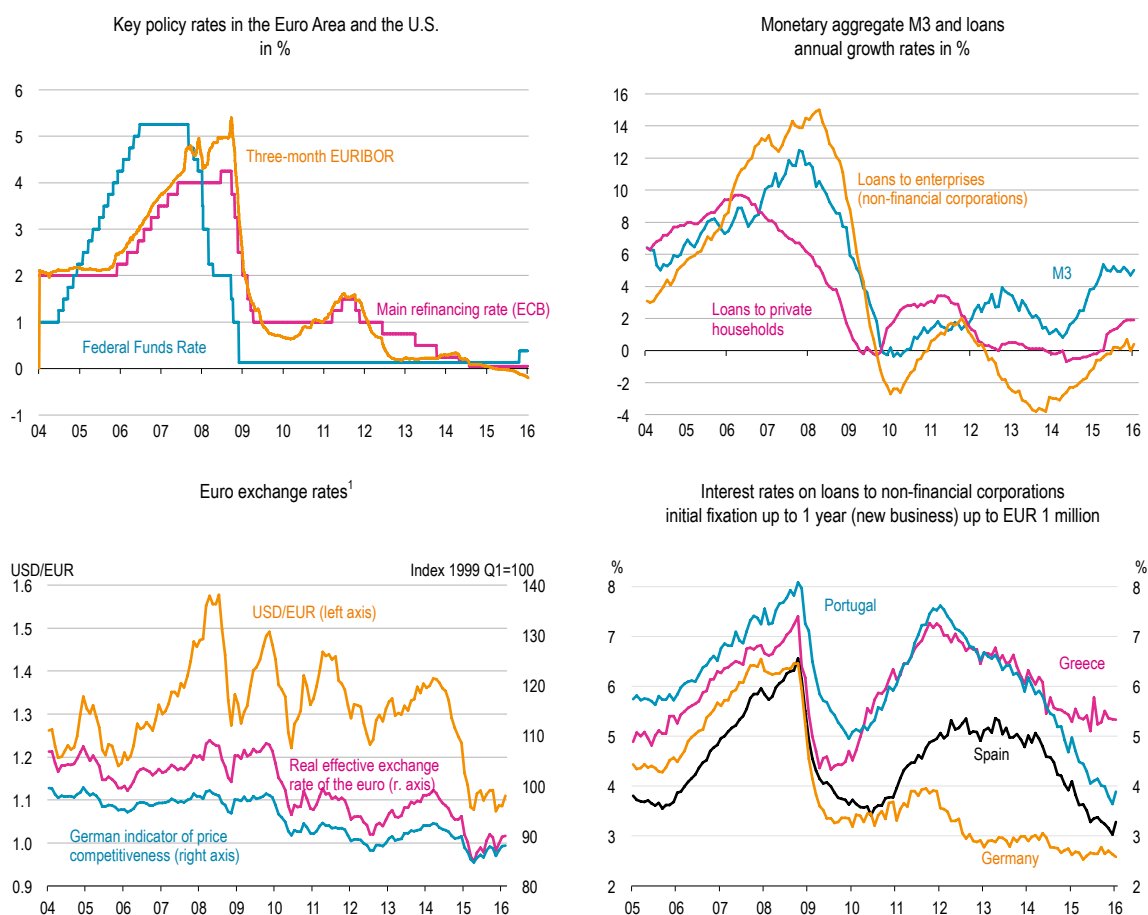 Key policy rates in the Euro Area and the U.S.
in %
6
5
4
3
2
1
0
-1
Three-month EURIBOR
Main refinancing rate (ECB)
Federal Funds Rate
04 05 06 07 08 09 10 11 12 13 14 15 16
Monetary aggregate M3 and loans
annual growth rates in %
16
14
12
10
8
6
4
2
0
-2
-4
Loans to enterprises
(non-financial corporations)
M3
Loans to private
households
04 05 06 07 08 09 10 11 12 13 14 15 16
Euro exchange rates¹
USD/EUR Index 1999 Q1=100
1.6 140
1.5 130
1.4 120
1.3 110
1.2 100
1.1 90
1.0 80
0.9
USD/EUR (left axis)
Real effective exchange
rate of the euro (r. axis)
German indicator of price
competitiveness (right axis)
04 05 06 07 08 09 10 11 12 13 14 15 16
Interest rates on loans to non-financial corporations
initial fixation up to 1 year (new business) up to EUR 1 million
% %
8 8
7 7
6 6
5 5
4 4
3 3
2 2
Portugal
Greece
Spain
Germany
05 06 07 08 09 10 11 12 13 14 15 16